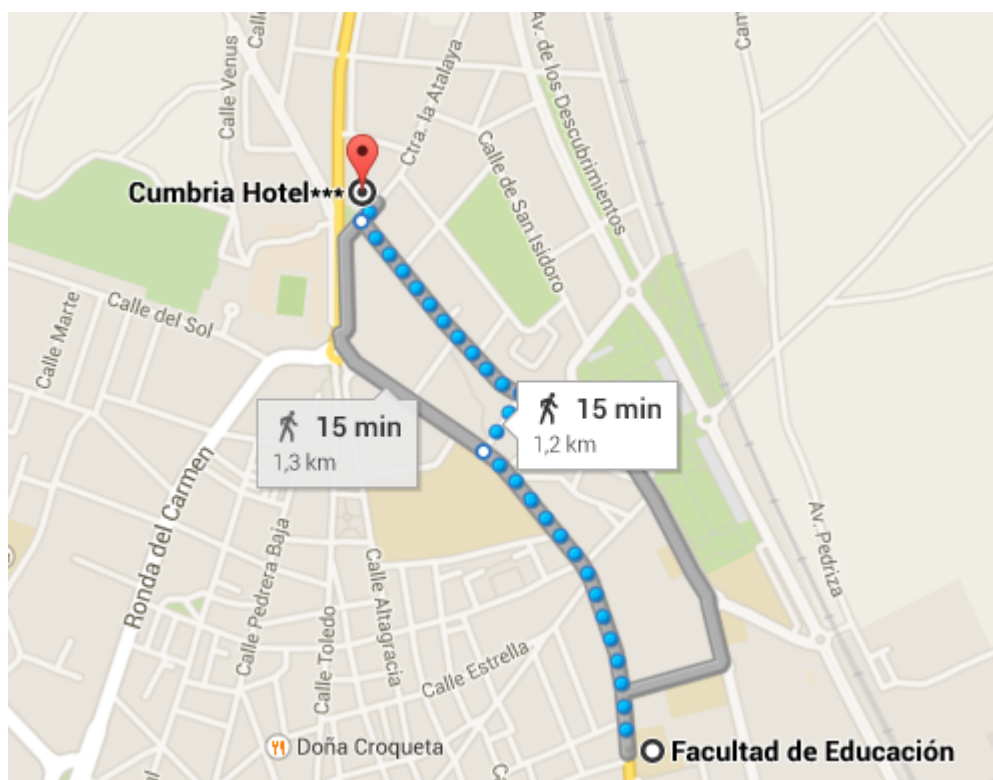 Calle
Calle Venus
Ctra. la Atalaya
Av. de los Descubrimientos
Cumbria Hotel***
Calle de San Isidoro
Calle del Sol
Calle Marte
15 min
1,3 km
15 min
1,2 km
Ronda del Carmen
Calle Pedrera Baja
Calle Toledo
Calle Altagracia
Calle Estrella
Av. Pedriza
Doña Croqueta
Facultad de Educación